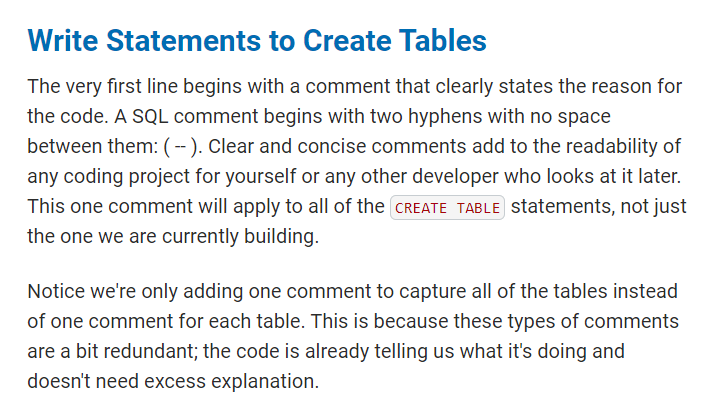 Write Statements to Create Tables
The very first line begins with a comment that clearly states the reason for
the code. A SQL comment begins with two hyphens with no space
between them: ( -- ). Clear and concise comments add to the readability of
any coding project for yourself or any other developer who looks at it later.
This one comment will apply to all of the CREATE TABLE statements, not just
the one we are currently building.
Notice we're only adding one comment to capture all of the tables instead
of one comment for each table. This is because these types of comments
are a bit redundant; the code is already telling us what it's doing and
doesn't need excess explanation.